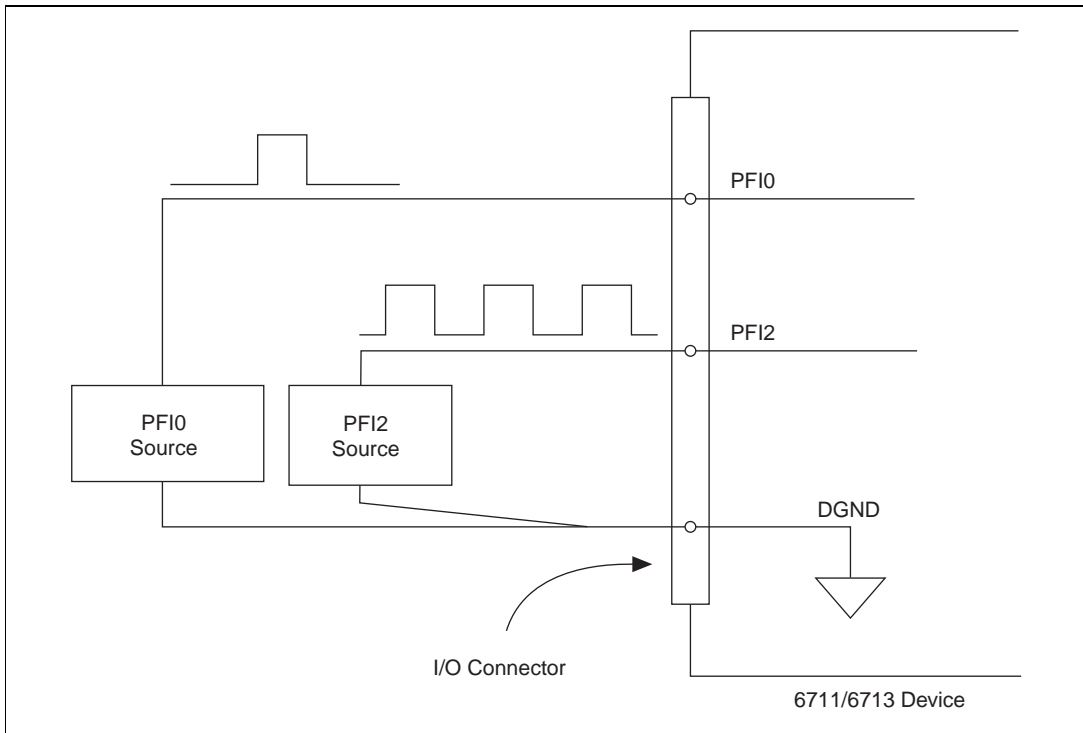 PFI0
PFI2
PFI0
Source
PFI2
Source
DGND
I/O Connector
6711/6713 Device